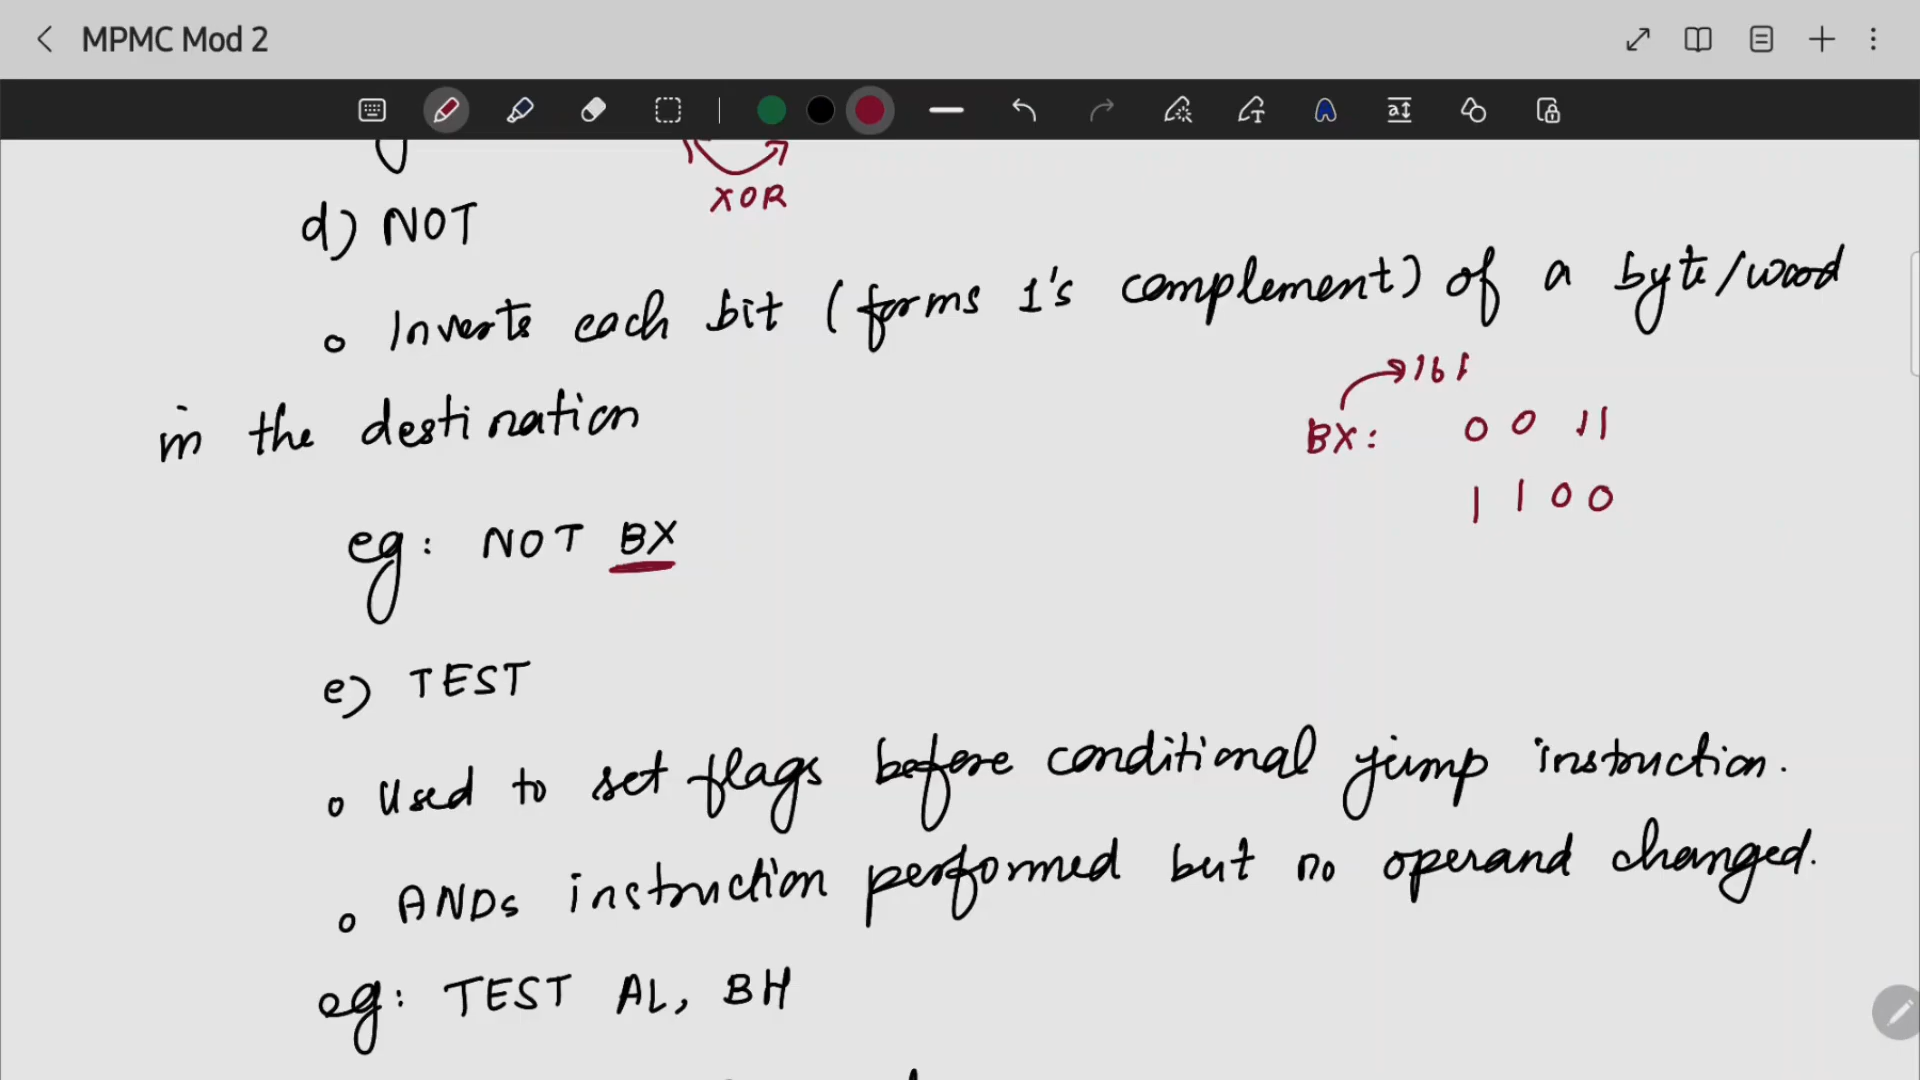 MPMC Mod 2
XOR
d) NOT
o Inverts each bit (forms 1's complement) of a byte/word
in the destination
BX: 0 0 1 1
1 1 0 0
eg: NOT BX
e) TEST
o Used to set flags before conditional jump instruction.
o ANDs instruction performed but no operand changed.
eg: TEST AL, BH